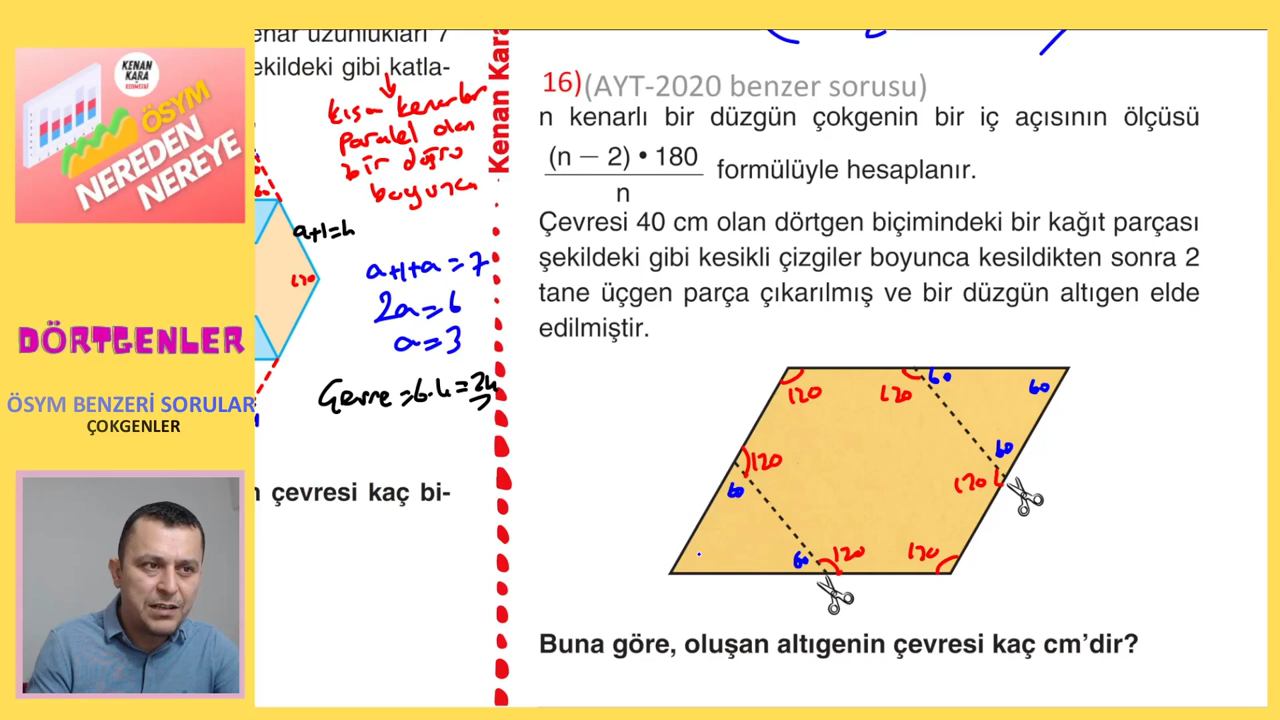 KENAN
KARA
ÖSYM
NEREDEN
NEREYE
DÖRTGENLER
ÖSYM BENZERİ SORULAR
ÇOKGENLER
enar uzunlukları 7
ekildeki gibi katla-
kısa kenarlar
paralel olan
bir doğru
boyunca
a+1=4
120
a+1+a=7
2a=6
a=3
Çevre=6.4=24
n çevresi kaç bi-
Kenan Kara
16)(AYT-2020 benzer sorusu)
n kenarlı bir düzgün çokgenin bir iç açısının ölçüsü
(n − 2) • 180
n
formülüyle hesaplanır.
Çevresi 40 cm olan dörtgen biçimindeki bir kağıt parçası
şekildeki gibi kesikli çizgiler boyunca kesildikten sonra 2
tane üçgen parça çıkarılmış ve bir düzgün altıgen elde
edilmiştir.
120 120 60 60
120 60
60 120
60 120 120
Buna göre, oluşan altıgenin çevresi kaç cm'dir?